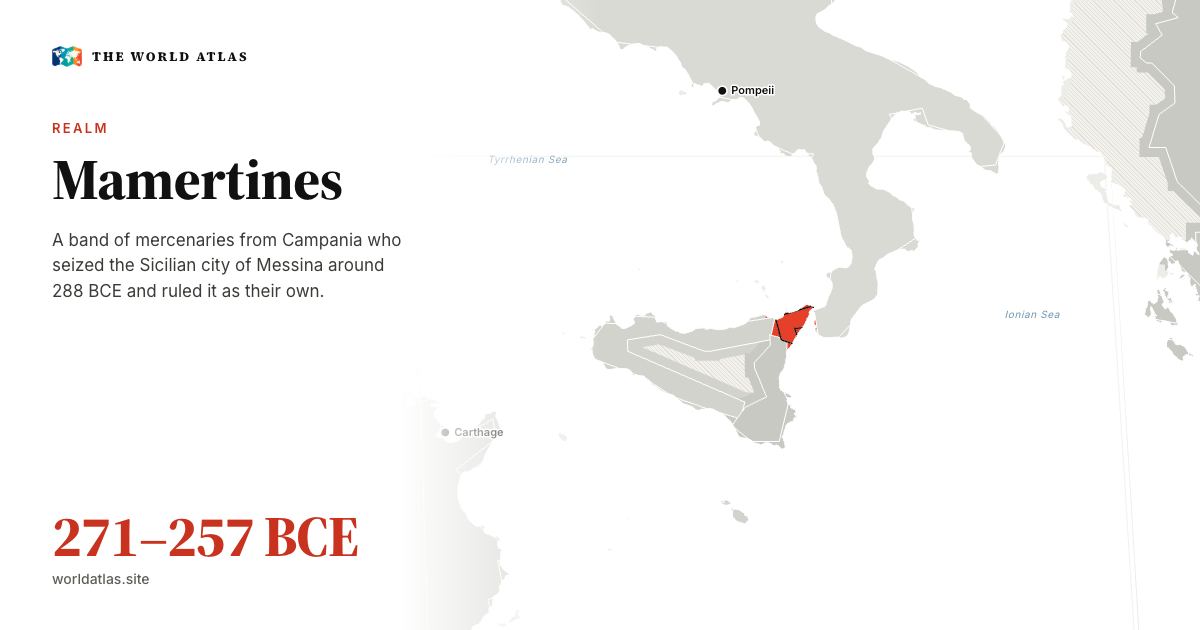 THE WORLD ATLAS
REALM
Mamertines
A band of mercenaries from Campania who
seized the Sicilian city of Messina around
288 BCE and ruled it as their own.
271–257 BCE
worldatlas.site
Pompeii
Tyrrhenian Sea
Ionian Sea
Carthage